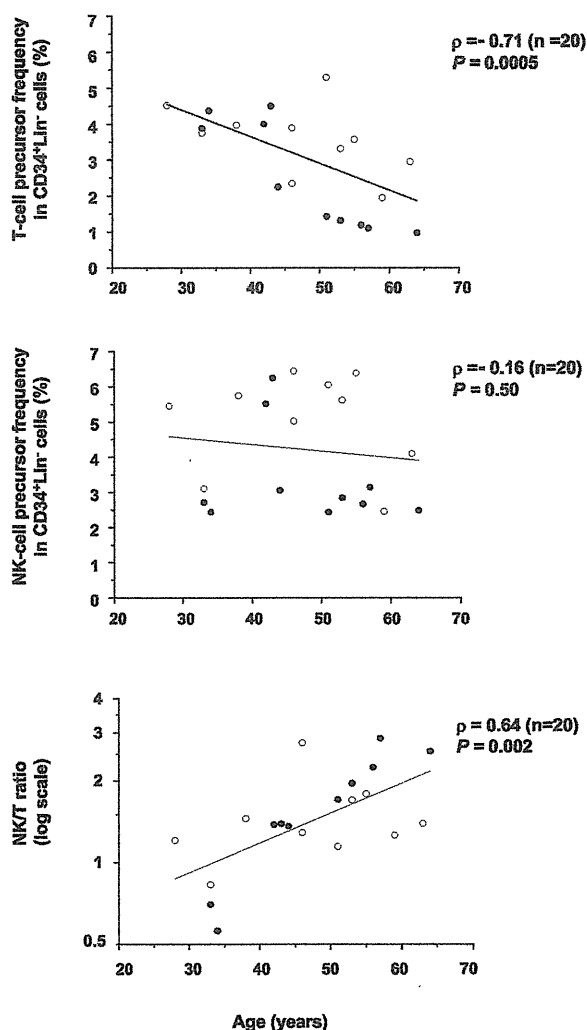 T-cell precursor frequency
in CD34⁺Lin⁻ cells (%)
7
6
5
4
3
2
1
0
20 30 40 50 60 70
ρ =- 0.71 (n =20)
P = 0.0005
NK-cell precursor frequency
in CD34⁺Lin⁻ cells (%)
7
6
5
4
3
2
1
0
20 30 40 50 60 70
ρ =- 0.16 (n=20)
P = 0.50
NK/T ratio
(log scale)
4
3
2
1
0.5
20 30 40 50 60 70
ρ = 0.64 (n=20)
P = 0.002
Age (years)